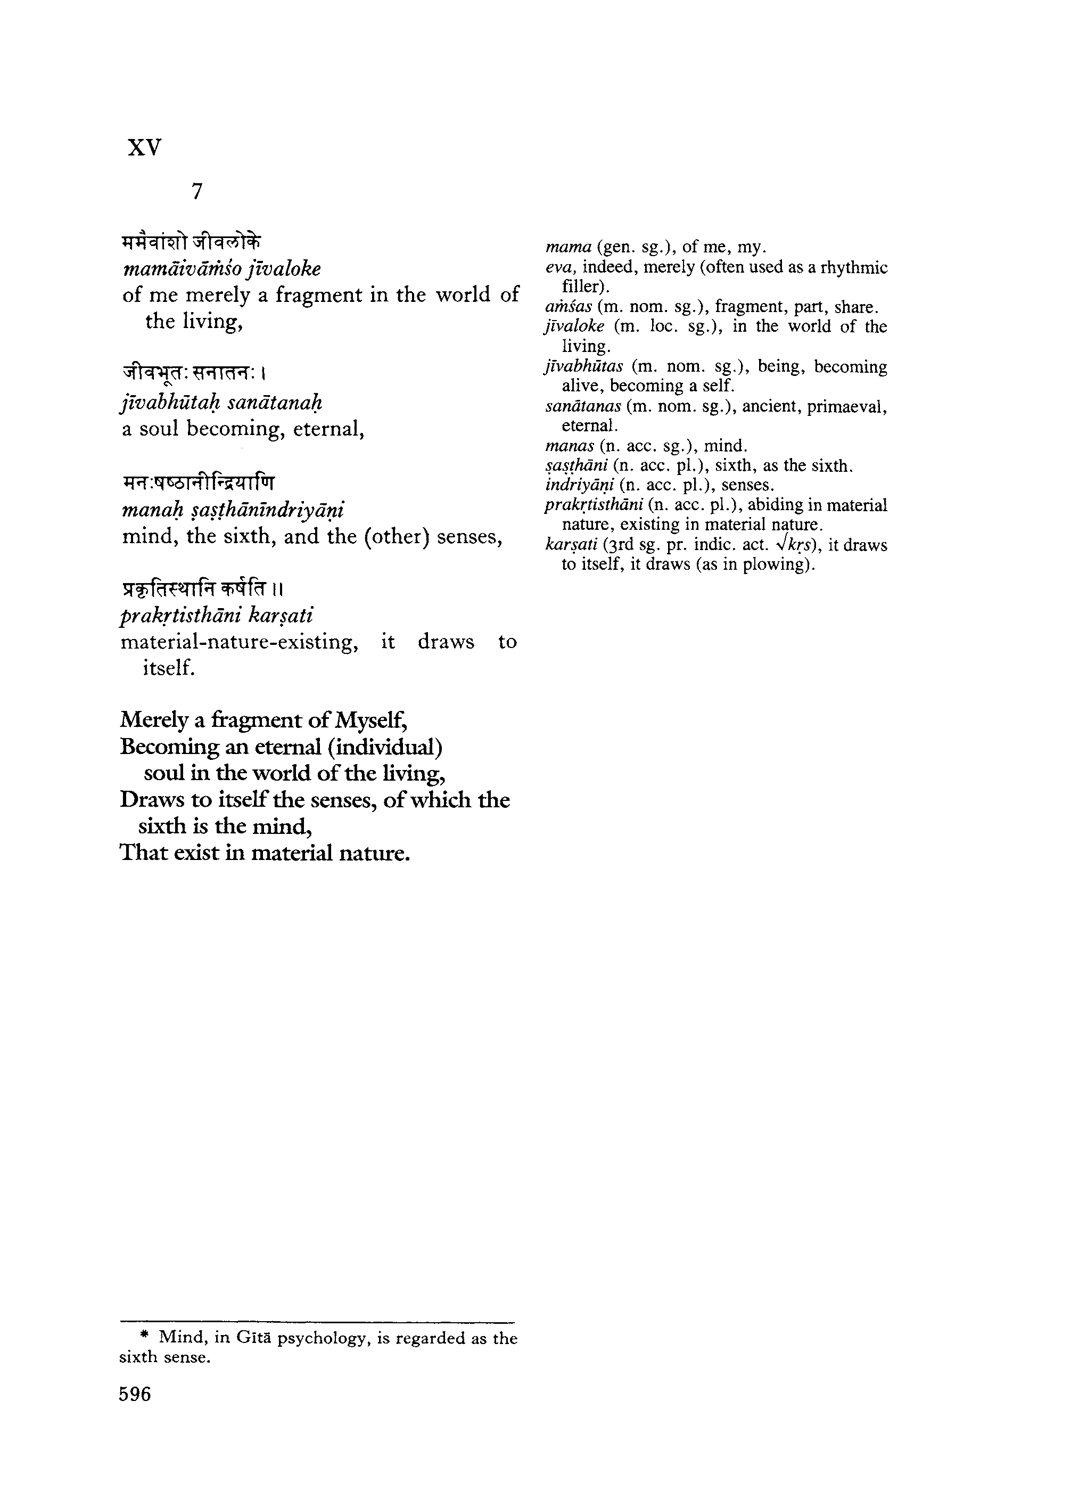 XV
7
ममैवांशो जीवलोके
mamāivāṁśo jīvaloke
of me merely a fragment in the world of
the living,
जीवभूतः सनातनः ।
jīvabhūtaḥ sanātanaḥ
a soul becoming, eternal,
मनःषष्ठानीन्द्रियाणि
manaḥ ṣaṣṭhānīndriyāṇi
mind, the sixth, and the (other) senses,
प्रकृतिस्थानि कर्षति ।।
prakṛtisthāni karṣati
material-nature-existing, it draws to
itself.
Merely a fragment of Myself,
Becoming an eternal (individual)
soul in the world of the living,
Draws to itself the senses, of which the
sixth is the mind,
That exist in material nature.
mama (gen. sg.), of me, my.
eva, indeed, merely (often used as a rhythmic
filler).
aṁśas (m. nom. sg.), fragment, part, share.
jīvaloke (m. loc. sg.), in the world of the
living.
jīvabhūtas (m. nom. sg.), being, becoming
alive, becoming a self.
sanātanas (m. nom. sg.), ancient, primaeval,
eternal.
manas (n. acc. sg.), mind.
ṣaṣṭhāni (n. acc. pl.), sixth, as the sixth.
indriyāṇi (n. acc. pl.), senses.
prakṛtisthāni (n. acc. pl.), abiding in material
nature, existing in material nature.
karṣati (3rd sg. pr. indic. act. √kṛṣ), it draws
to itself, it draws (as in plowing).
* Mind, in Gītā psychology, is regarded as the
sixth sense.
596